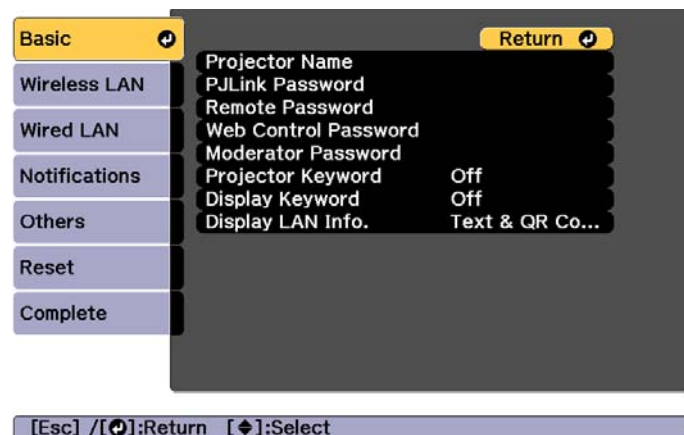 Basic
Wireless LAN
Wired LAN
Notifications
Others
Reset
Complete
Return
Projector Name
PJLink Password
Remote Password
Web Control Password
Moderator Password
Projector Keyword Off
Display Keyword Off
Display LAN Info. Text & QR Co...
[Esc] /[⏎]:Return [◆]:Select